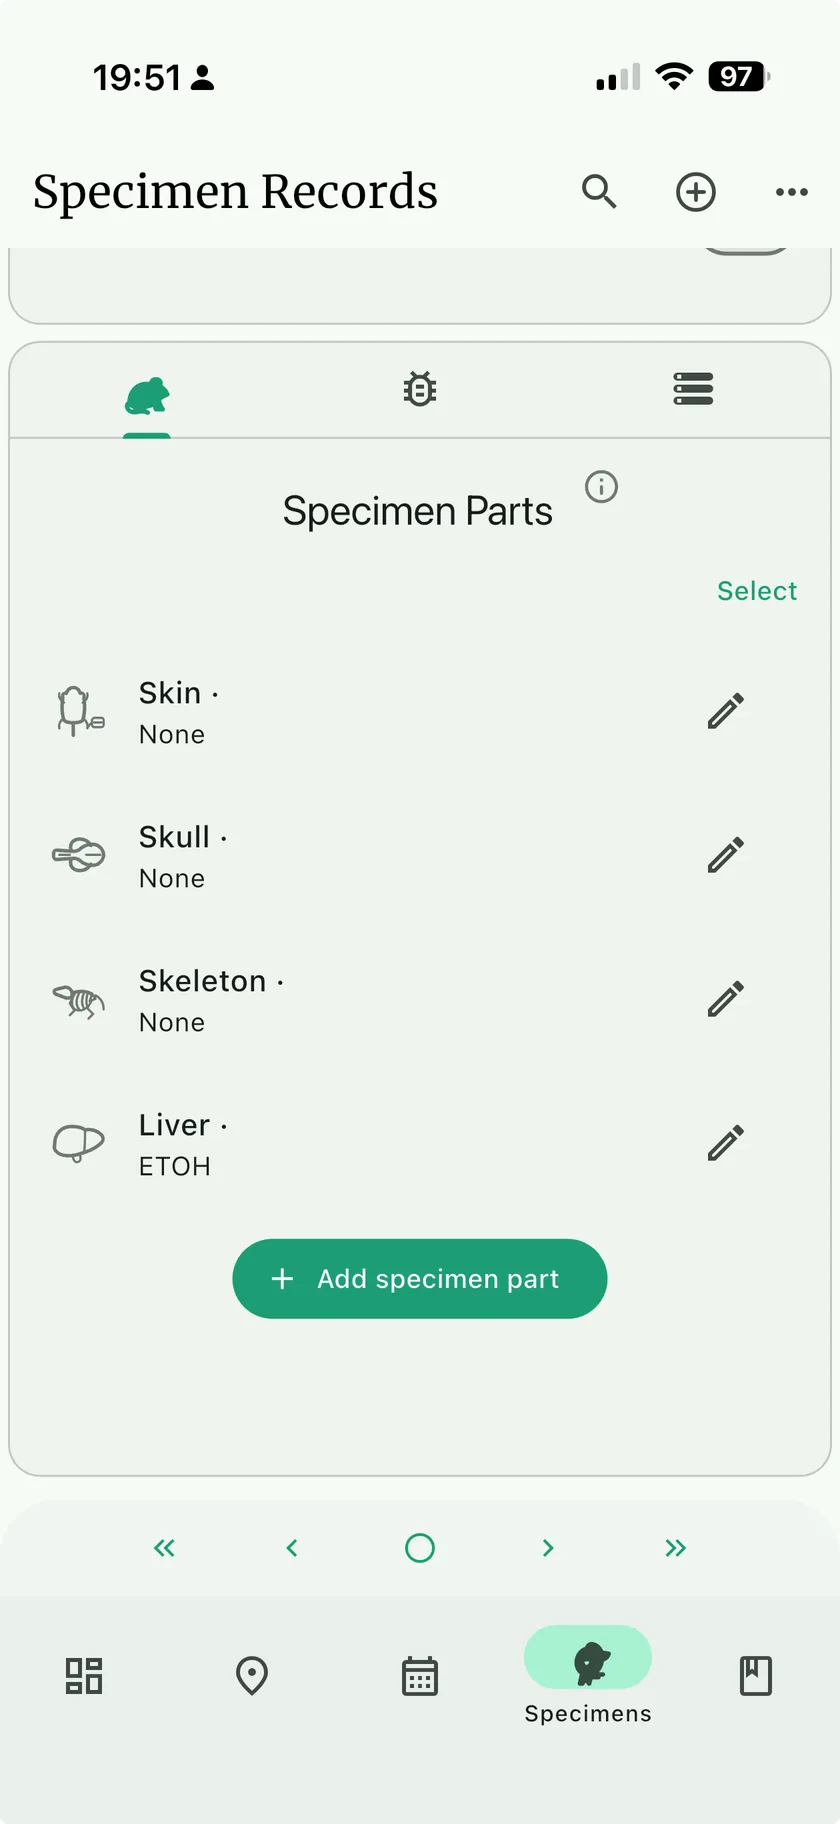 19:51
97
Specimen Records
Specimen Parts
Select
Skin ·
None
Skull ·
None
Skeleton ·
None
Liver ·
ETOH
+ Add specimen part
Specimens